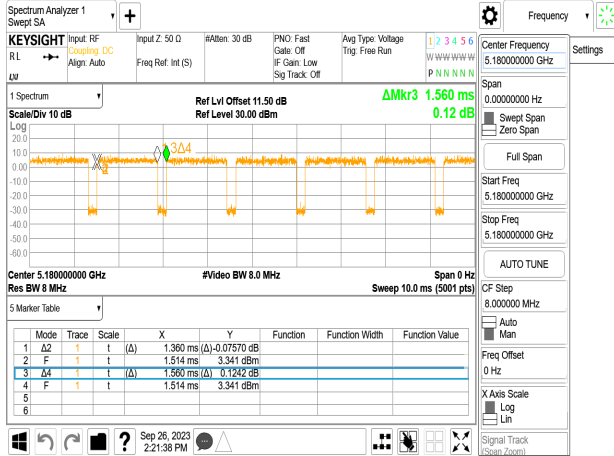 Spectrum Analyzer 1
Swept SA
Frequency
KEYSIGHT
Input: RF
Input Z: 50 Ω
#Atten: 30 dB
PNO: Fast
Avg Type: Voltage
1 2 3 4 5 6
RL
Coupling: DC
Gate: Off
Trig: Free Run
W W W W W W
Align: Auto
Freq Ref: Int (S)
IF Gain: Low
Sig Track: Off
P N N N N N
LXI
Center Frequency
5.180000000 GHz
Settings
Span
0.00000000 Hz
Swept Span
Zero Span
Full Span
Start Freq
5.180000000 GHz
Stop Freq
5.180000000 GHz
AUTO TUNE
CF Step
8.000000 MHz
Auto
Man
Freq Offset
0 Hz
X Axis Scale
Log
Lin
Signal Track
(Span Zoom)
1 Spectrum
Ref Lvl Offset 11.50 dB
ΔMkr3 1.560 ms
Scale/Div 10 dB
Ref Level 30.00 dBm
0.12 dB
Log
20.0
10.0
0.00
-10.0
-20.0
-30.0
-40.0
-50.0
-60.0
3Δ4
Center 5.180000000 GHz
#Video BW 8.0 MHz
Span 0 Hz
Res BW 8 MHz
Sweep 10.0 ms (5001 pts)
5 Marker Table
Mode Trace Scale X Y Function Function Width Function Value
1 Δ2 1 t (Δ) 1.360 ms (Δ) -0.07570 dB
2 F 1 t 1.514 ms 3.341 dBm
3 Δ4 1 t (Δ) 1.560 ms (Δ) 0.1242 dB
4 F 1 t 1.514 ms 3.341 dBm
5
6
?
Sep 26, 2023
2:21:38 PM